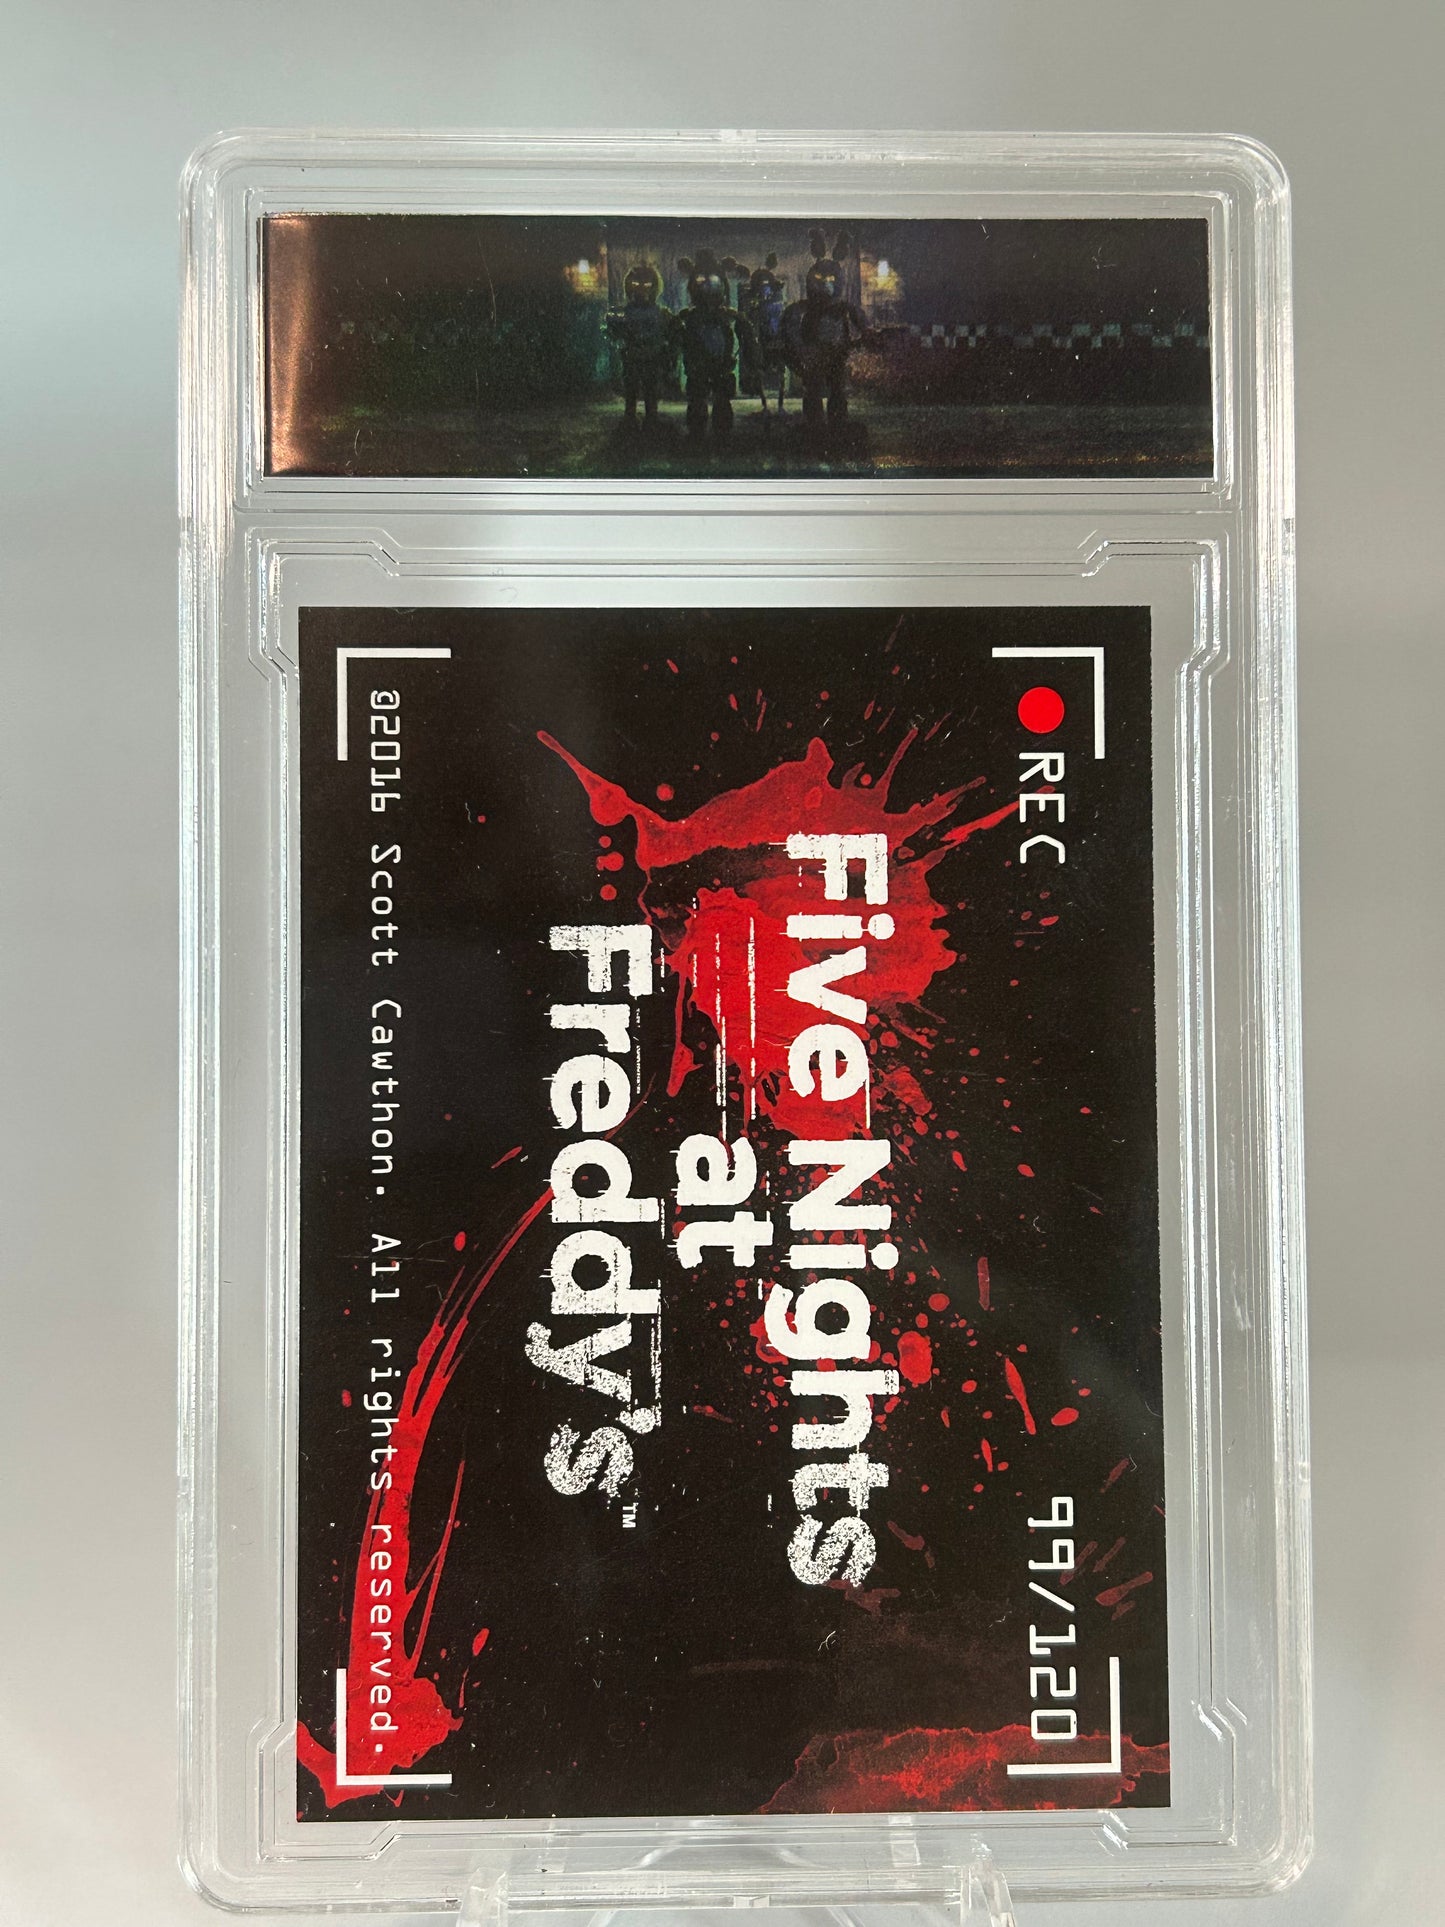 REC
99/120
Five Nights
at
Freddy's™
©2016 Scott Cawthon. All rights reserved.